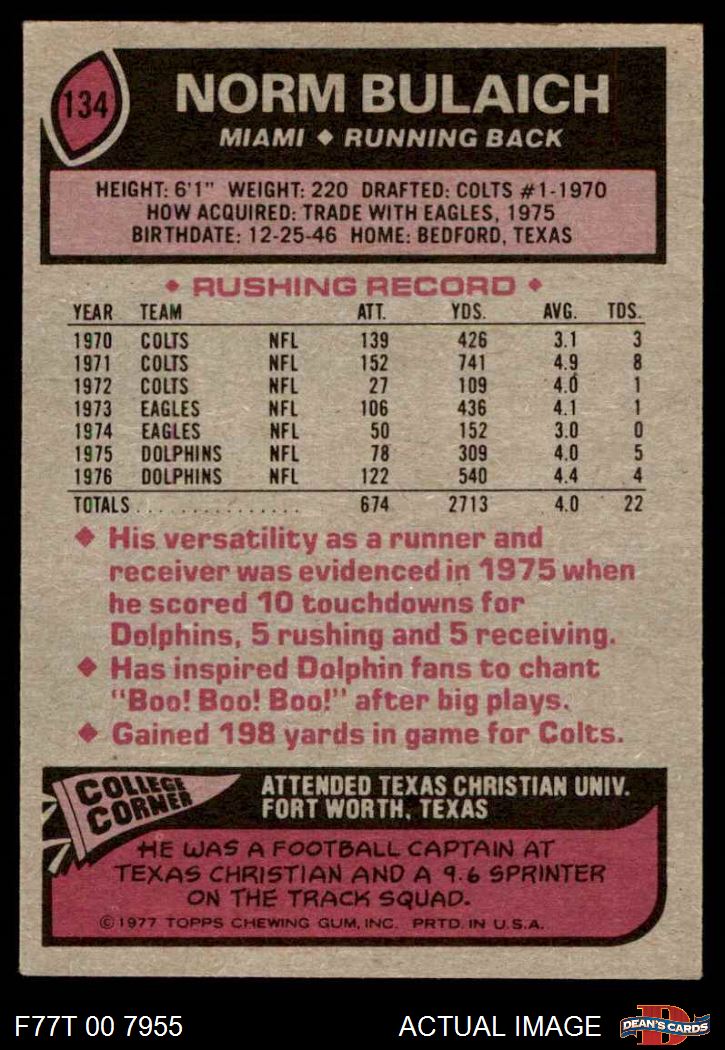 134
NORM BULAICH
MIAMI ◆ RUNNING BACK
HEIGHT: 6'1" WEIGHT: 220 DRAFTED: COLTS #1-1970
HOW ACQUIRED: TRADE WITH EAGLES, 1975
BIRTHDATE: 12-25-46 HOME: BEDFORD, TEXAS
◆ RUSHING RECORD ◆
YEAR TEAM ATT. YDS. AVG. TDS.
1970 COLTS NFL 139 426 3.1 3
1971 COLTS NFL 152 741 4.9 8
1972 COLTS NFL 27 109 4.0 1
1973 EAGLES NFL 106 436 4.1 1
1974 EAGLES NFL 50 152 3.0 0
1975 DOLPHINS NFL 78 309 4.0 5
1976 DOLPHINS NFL 122 540 4.4 4
TOTALS . . . . . . . . . . . . . . 674 2713 4.0 22
◆ His versatility as a runner and
receiver was evidenced in 1975 when
he scored 10 touchdowns for
Dolphins, 5 rushing and 5 receiving.
◆ Has inspired Dolphin fans to chant
"Boo! Boo! Boo!" after big plays.
◆ Gained 198 yards in game for Colts.
COLLEGE
CORNER
ATTENDED TEXAS CHRISTIAN UNIV.
FORT WORTH, TEXAS
HE WAS A FOOTBALL CAPTAIN AT
TEXAS CHRISTIAN AND A 9.6 SPRINTER
ON THE TRACK SQUAD.
© 1977 TOPPS CHEWING GUM, INC. PRTD. IN U.S.A.
F77T 00 7955
ACTUAL IMAGE
D
DEAN'S CARDS